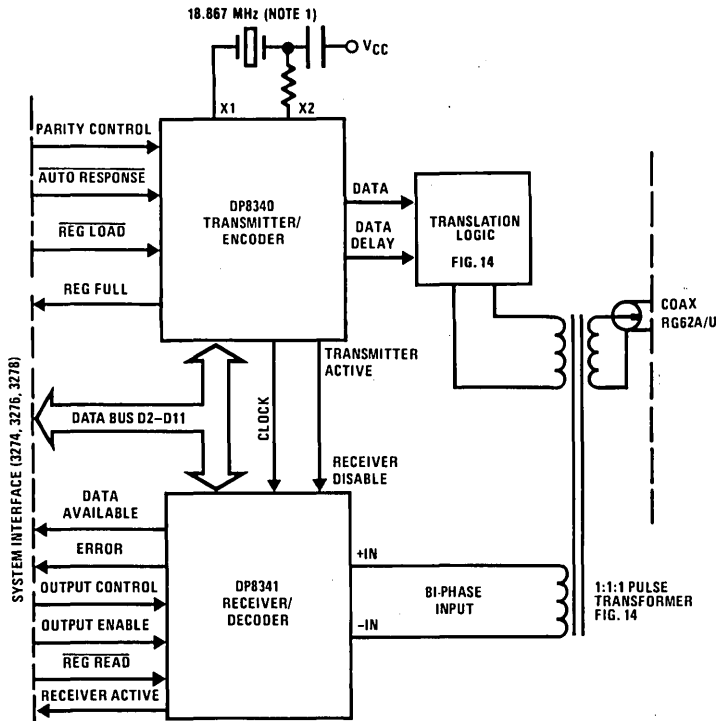 18.867 MHz (NOTE 1)
VCC
X1
X2
PARITY CONTROL
AUTO RESPONSE
REG LOAD
REG FULL
DP8340
TRANSMITTER/
ENCODER
DATA
DATA
DELAY
TRANSLATION
LOGIC
FIG. 14
COAX
RG62A/U
TRANSMITTER
ACTIVE
CLOCK
DATA BUS D2–D11
RECEIVER
DISABLE
SYSTEM INTERFACE (3274, 3276, 3278)
DATA
AVAILABLE
ERROR
OUTPUT CONTROL
OUTPUT ENABLE
REG READ
RECEIVER ACTIVE
DP8341
RECEIVER/
DECODER
+IN
BI-PHASE
INPUT
–IN
1:1:1 PULSE
TRANSFORMER
FIG. 14